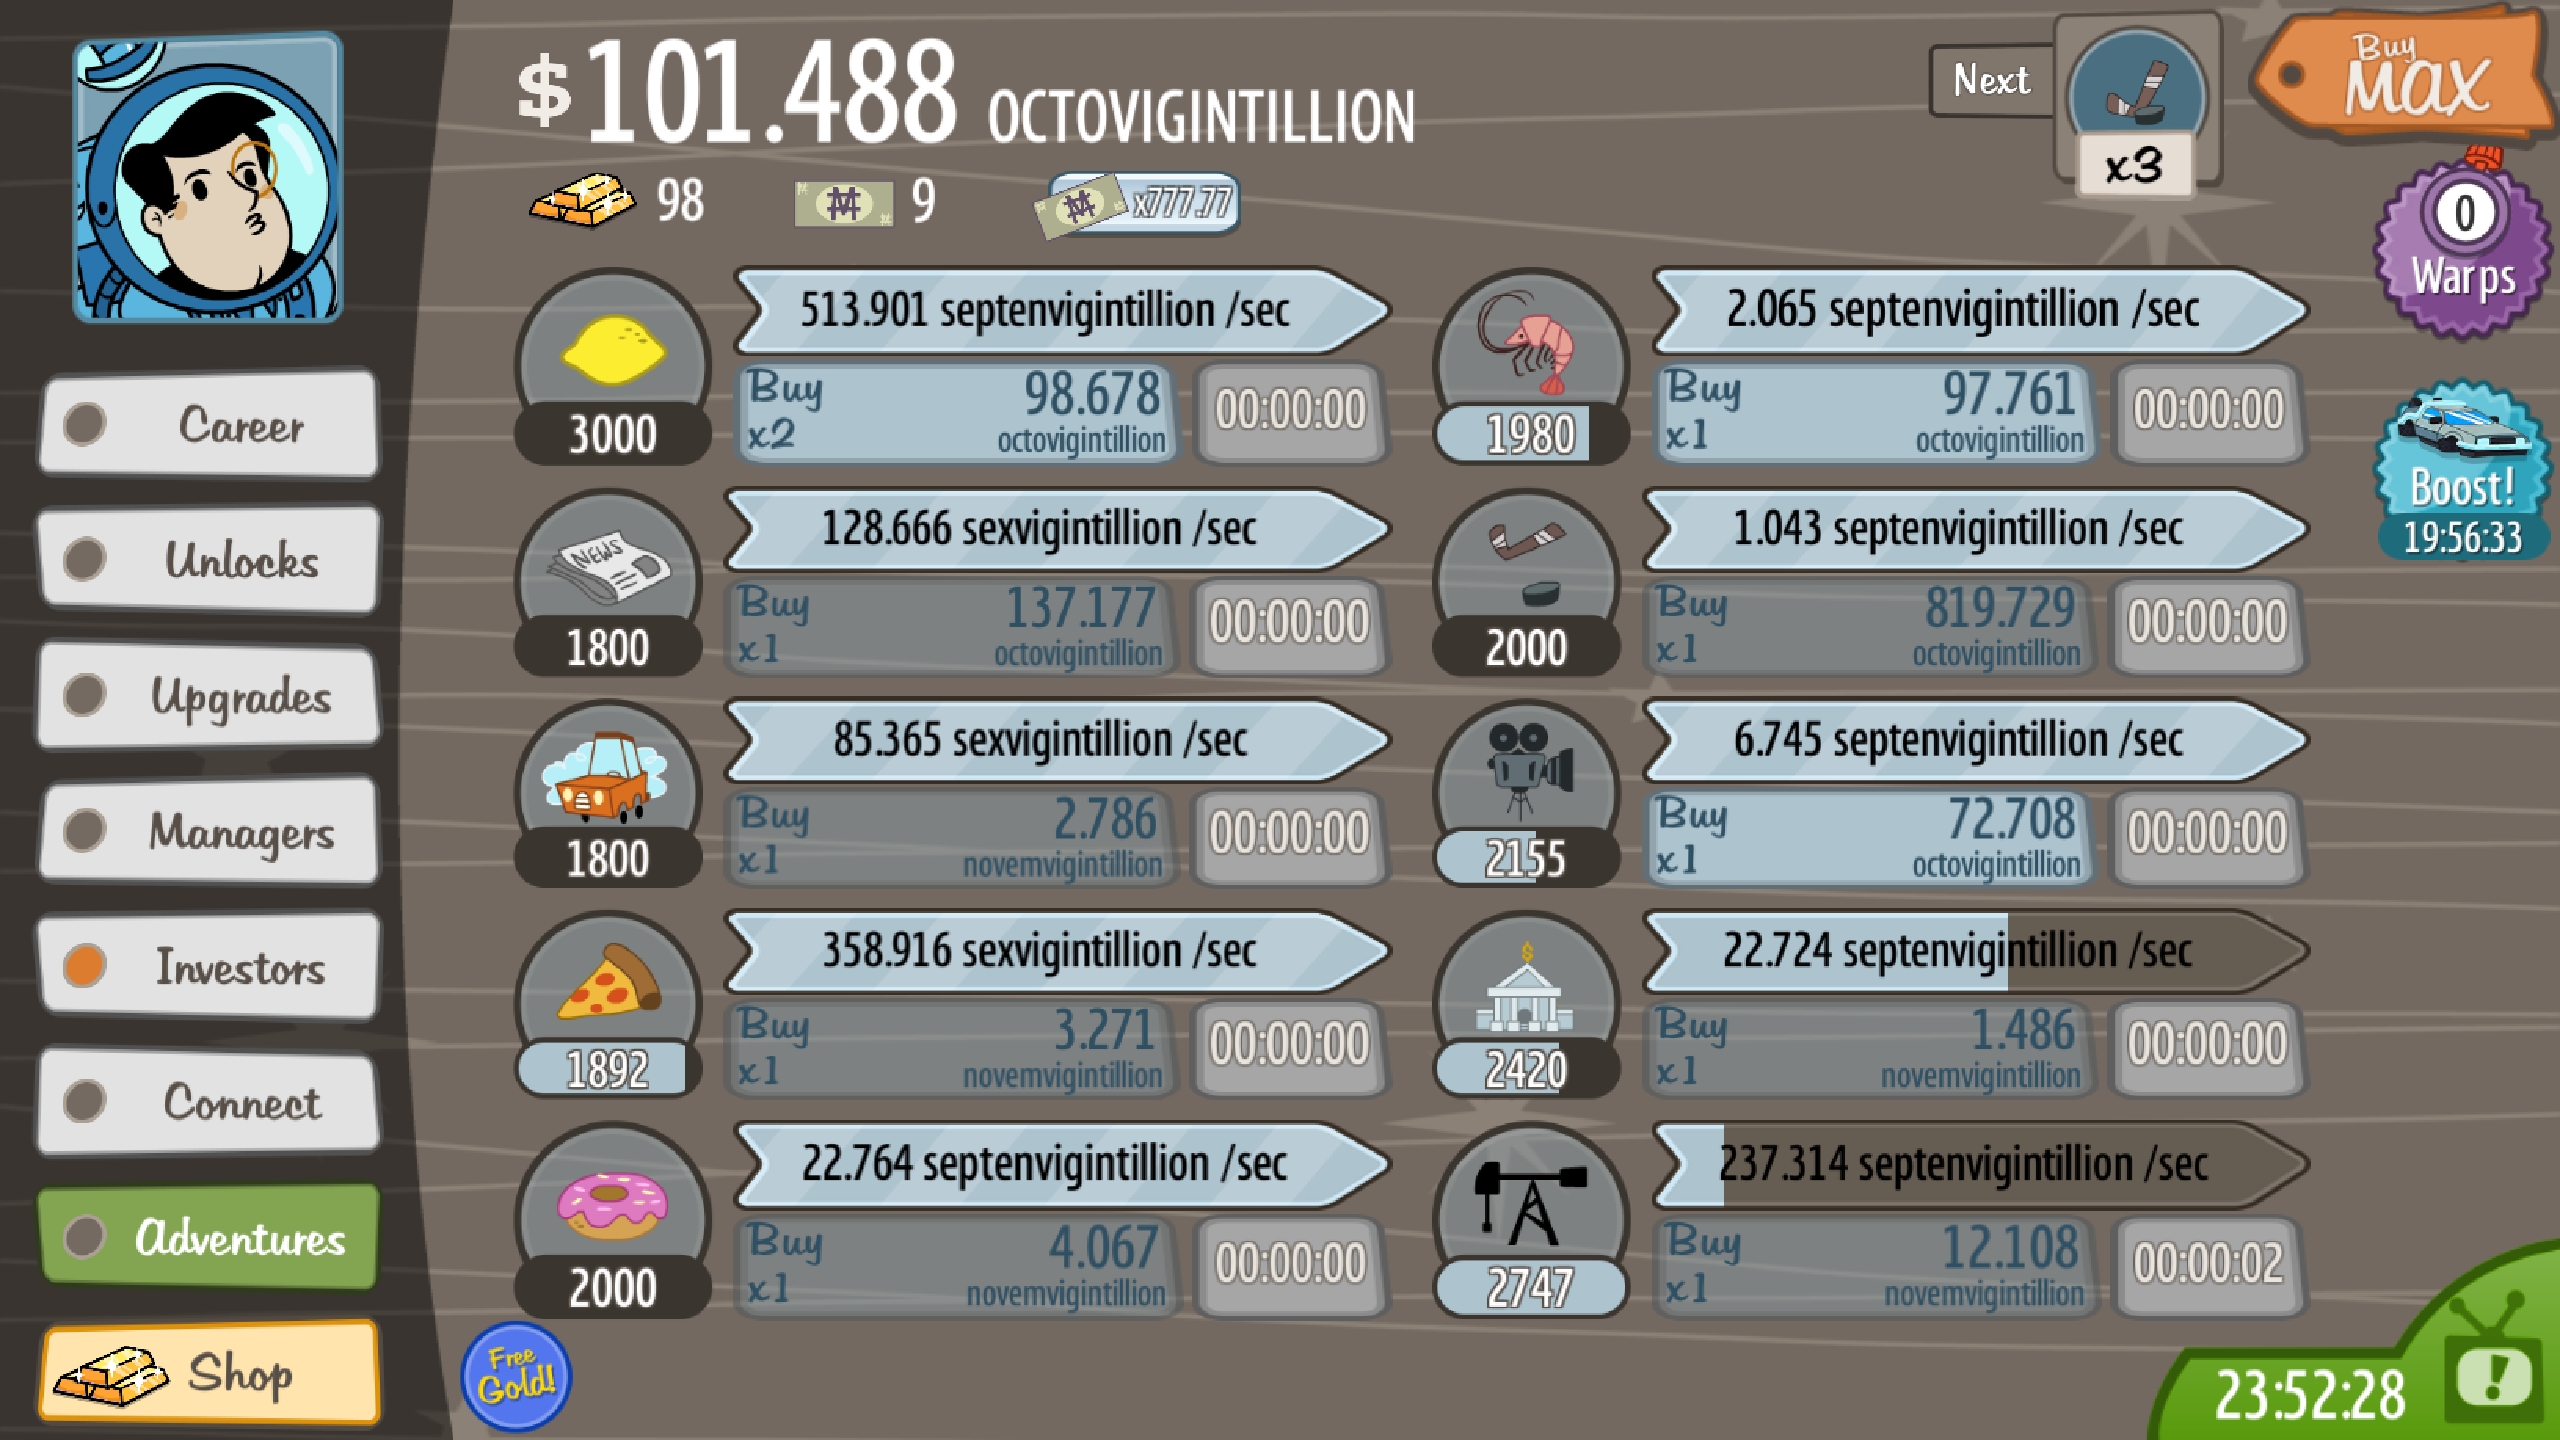 $101.488 OCTOVIGINTILLION
98
9
x777.77
Next
x3
Buy
MAX
0
Warps
Boost!
19:56:33
Career
Unlocks
Upgrades
Managers
Investors
Connect
Adventures
Shop
513.901 septenvigintillion /sec
3000
Buy
x2
98.678
octovigintillion
00:00:00
NEWS
128.666 sexvigintillion /sec
1800
Buy
x1
137.177
octovigintillion
00:00:00
85.365 sexvigintillion /sec
1800
Buy
x1
2.786
novemvigintillion
00:00:00
358.916 sexvigintillion /sec
1892
Buy
x1
3.271
novemvigintillion
00:00:00
22.764 septenvigintillion /sec
2000
Buy
x1
4.067
novemvigintillion
00:00:00
2.065 septenvigintillion /sec
1980
Buy
x1
97.761
octovigintillion
00:00:00
1.043 septenvigintillion /sec
2000
Buy
x1
819.729
octovigintillion
00:00:00
6.745 septenvigintillion /sec
2155
Buy
x1
72.708
octovigintillion
00:00:00
22.724 septenvigintillion /sec
$
2420
Buy
x1
1.486
novemvigintillion
00:00:00
237.314 septenvigintillion /sec
2747
Buy
x1
12.108
novemvigintillion
00:00:02
Free
Gold!
23:52:28
!